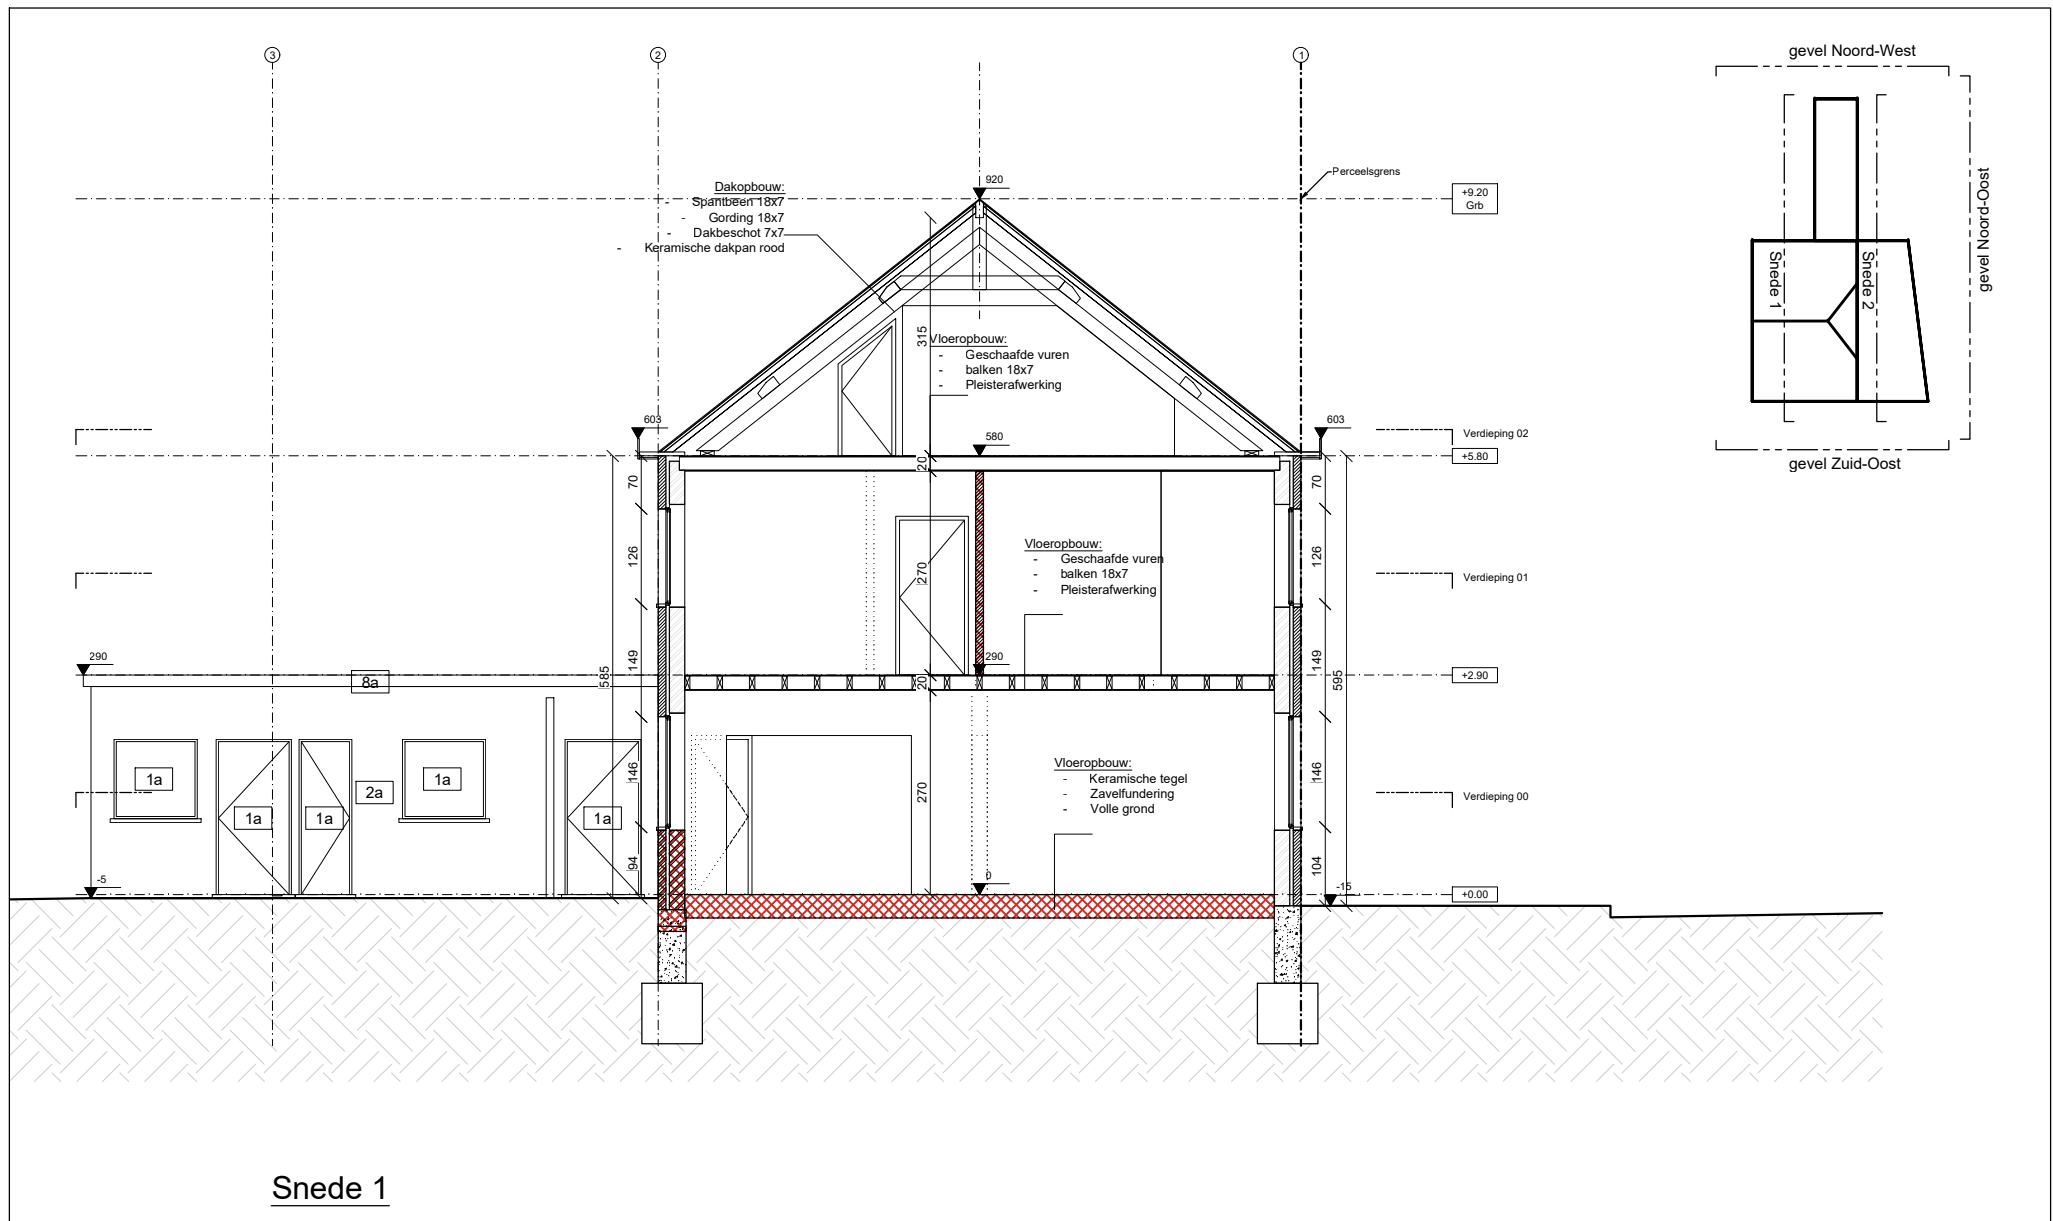 3
2
1
gevel Noord-West
gevel Noord-Oost
Snede 1
Snede 2
gevel Zuid-Oost
Perceelsgrens
920
+9.20
Grb
Dakopbouw:
- Spantbeen 18x7
- Gording 18x7
- Dakbeschot 7x7
- Keramische dakpan rood
315
Vloeropbouw:
- Geschaafde vuren
- balken 18x7
- Pleisterafwerking
603
603
Verdieping 02
580
+5.80
20
70
70
126
126
270
Vloeropbouw:
- Geschaafde vuren
- balken 18x7
- Pleisterafwerking
Verdieping 01
290
8a
585
149
20
290
149
595
+2.90
1a
1a
2a
1a
1a
1a
146
270
Vloeropbouw:
- Keramische tegel
- Zavelfundering
- Volle grond
146
Verdieping 00
-5
94
0
104
-15
+0.00
Snede 1